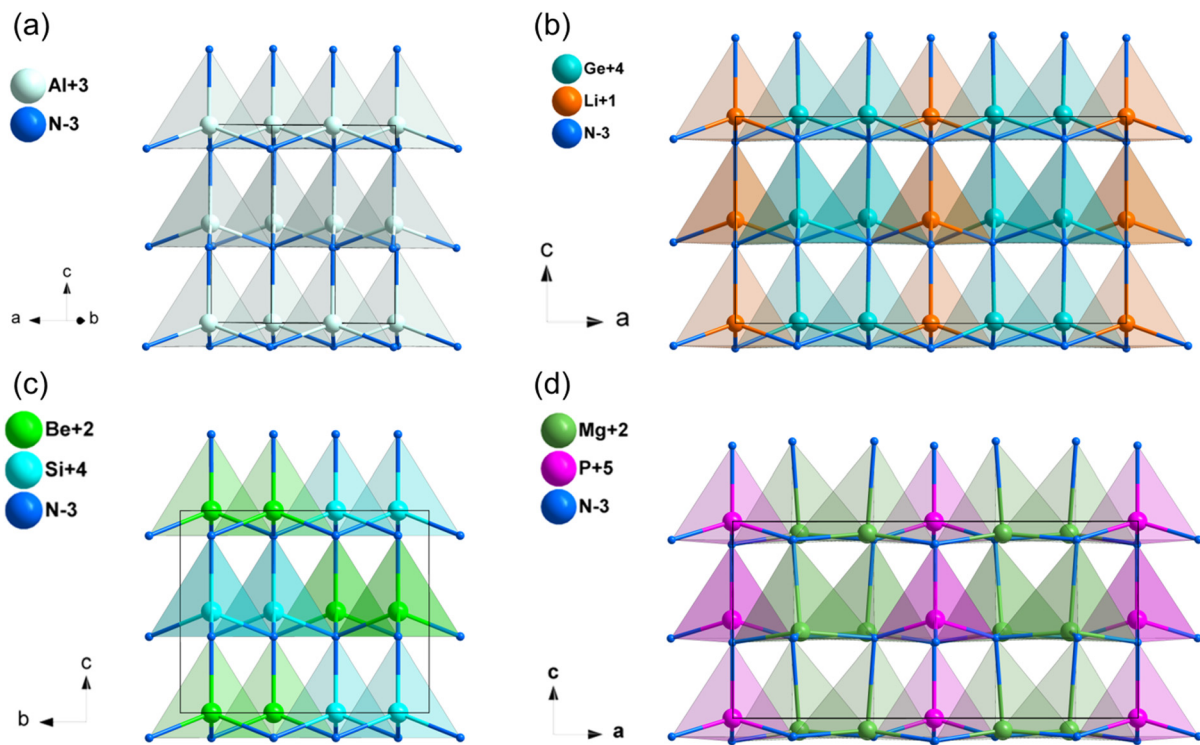 (a)
Al+3
N-3
c
a
b
(b)
Ge+4
Li+1
N-3
c
a
(c)
Be+2
Si+4
N-3
c
b
(d)
Mg+2
P+5
N-3
c
a